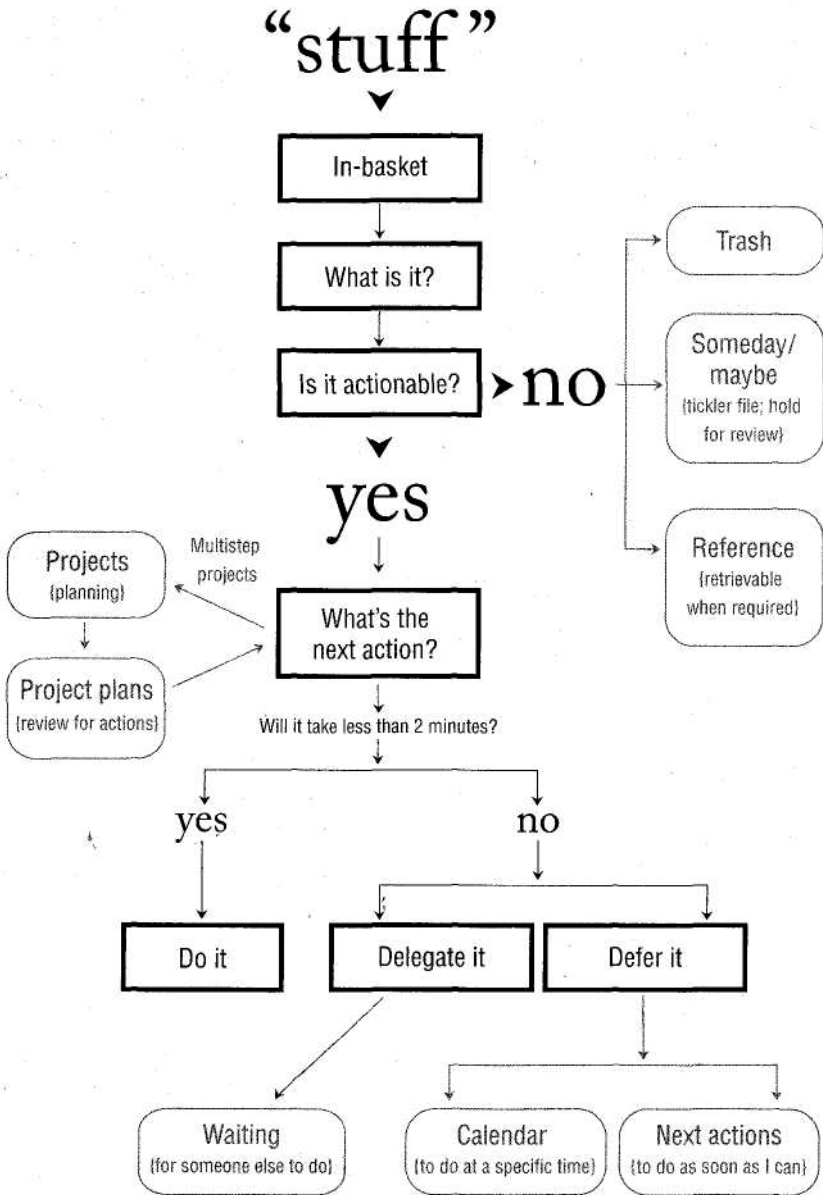 “stuff”
In-basket
What is it?
Is it actionable?
no
Trash
Someday/
maybe
(tickler file; hold
for review)
Reference
(retrievable
when required)
yes
Multistep
projects
Projects
(planning)
Project plans
(review for actions)
What's the
next action?
Will it take less than 2 minutes?
yes
no
Do it
Delegate it
Defer it
Waiting
(for someone else to do)
Calendar
(to do at a specific time)
Next actions
(to do as soon as I can)